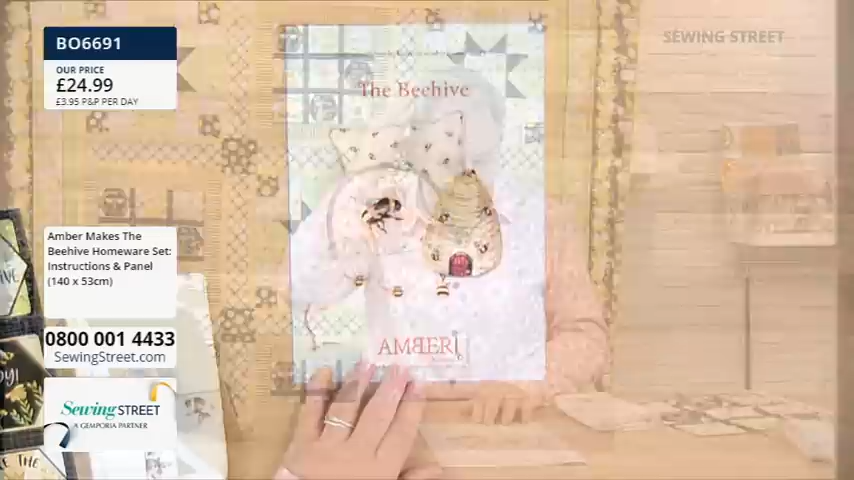 BO6691
OUR PRICE
£24.99
£3.95 P&P PER DAY
SEWING STREET
The Beehive
Amber Makes The
Beehive Homeware Set:
Instructions & Panel
(140 x 53cm)
0800 001 4433
SewingStreet.com
AMBER
Sewing STREET
A GEMPORIA PARTNER
THE